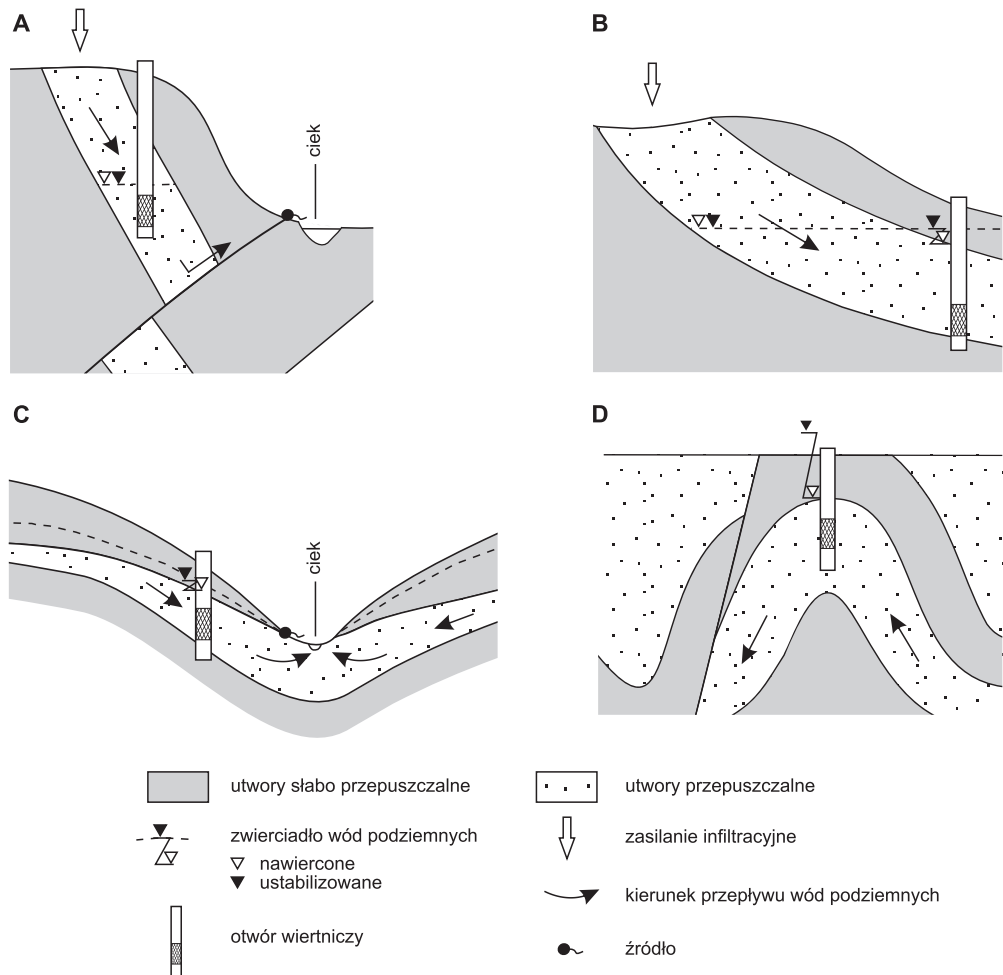 A
B
ciek
C
D
ciek
utwory słabo przepuszczalne
utwory przepuszczalne
zwierciadło wód podziemnych
nawiercone
ustabilizowane
zasilanie infiltracyjne
kierunek przepływu wód podziemnych
otwór wiertniczy
źródło